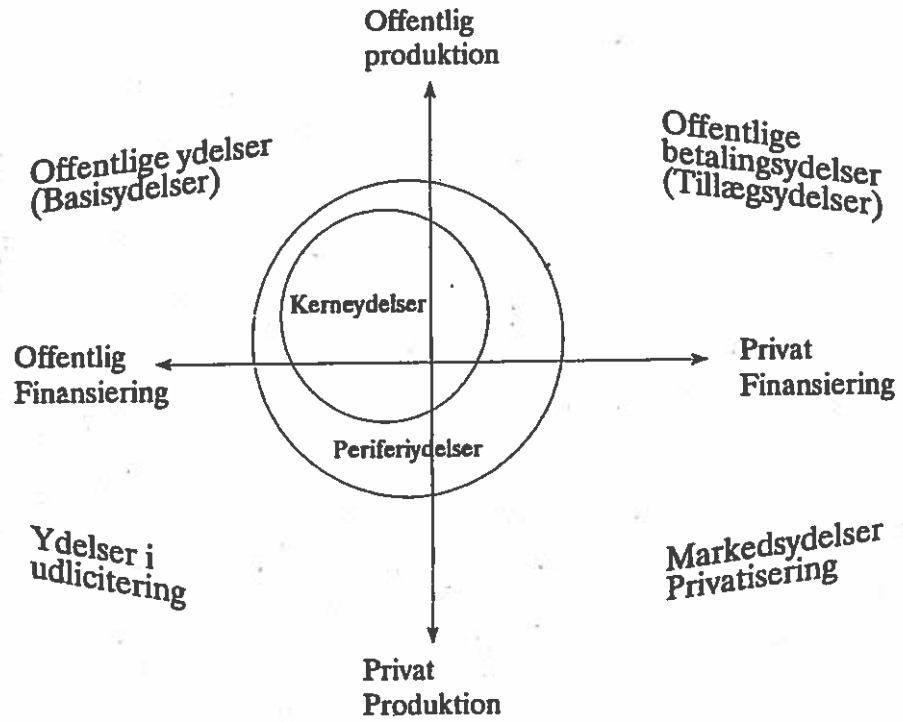 Offentlig
produktion
Offentlige ydelser
(Basisydelser)
Offentlige
betalingsydelser
(Tillægsydelser)
Kerneydelser
Offentlig
Finansiering
Privat
Finansiering
Periferiydelser
Ydelser i
udlicitering
Markedsydelser
Privatisering
Privat
Produktion